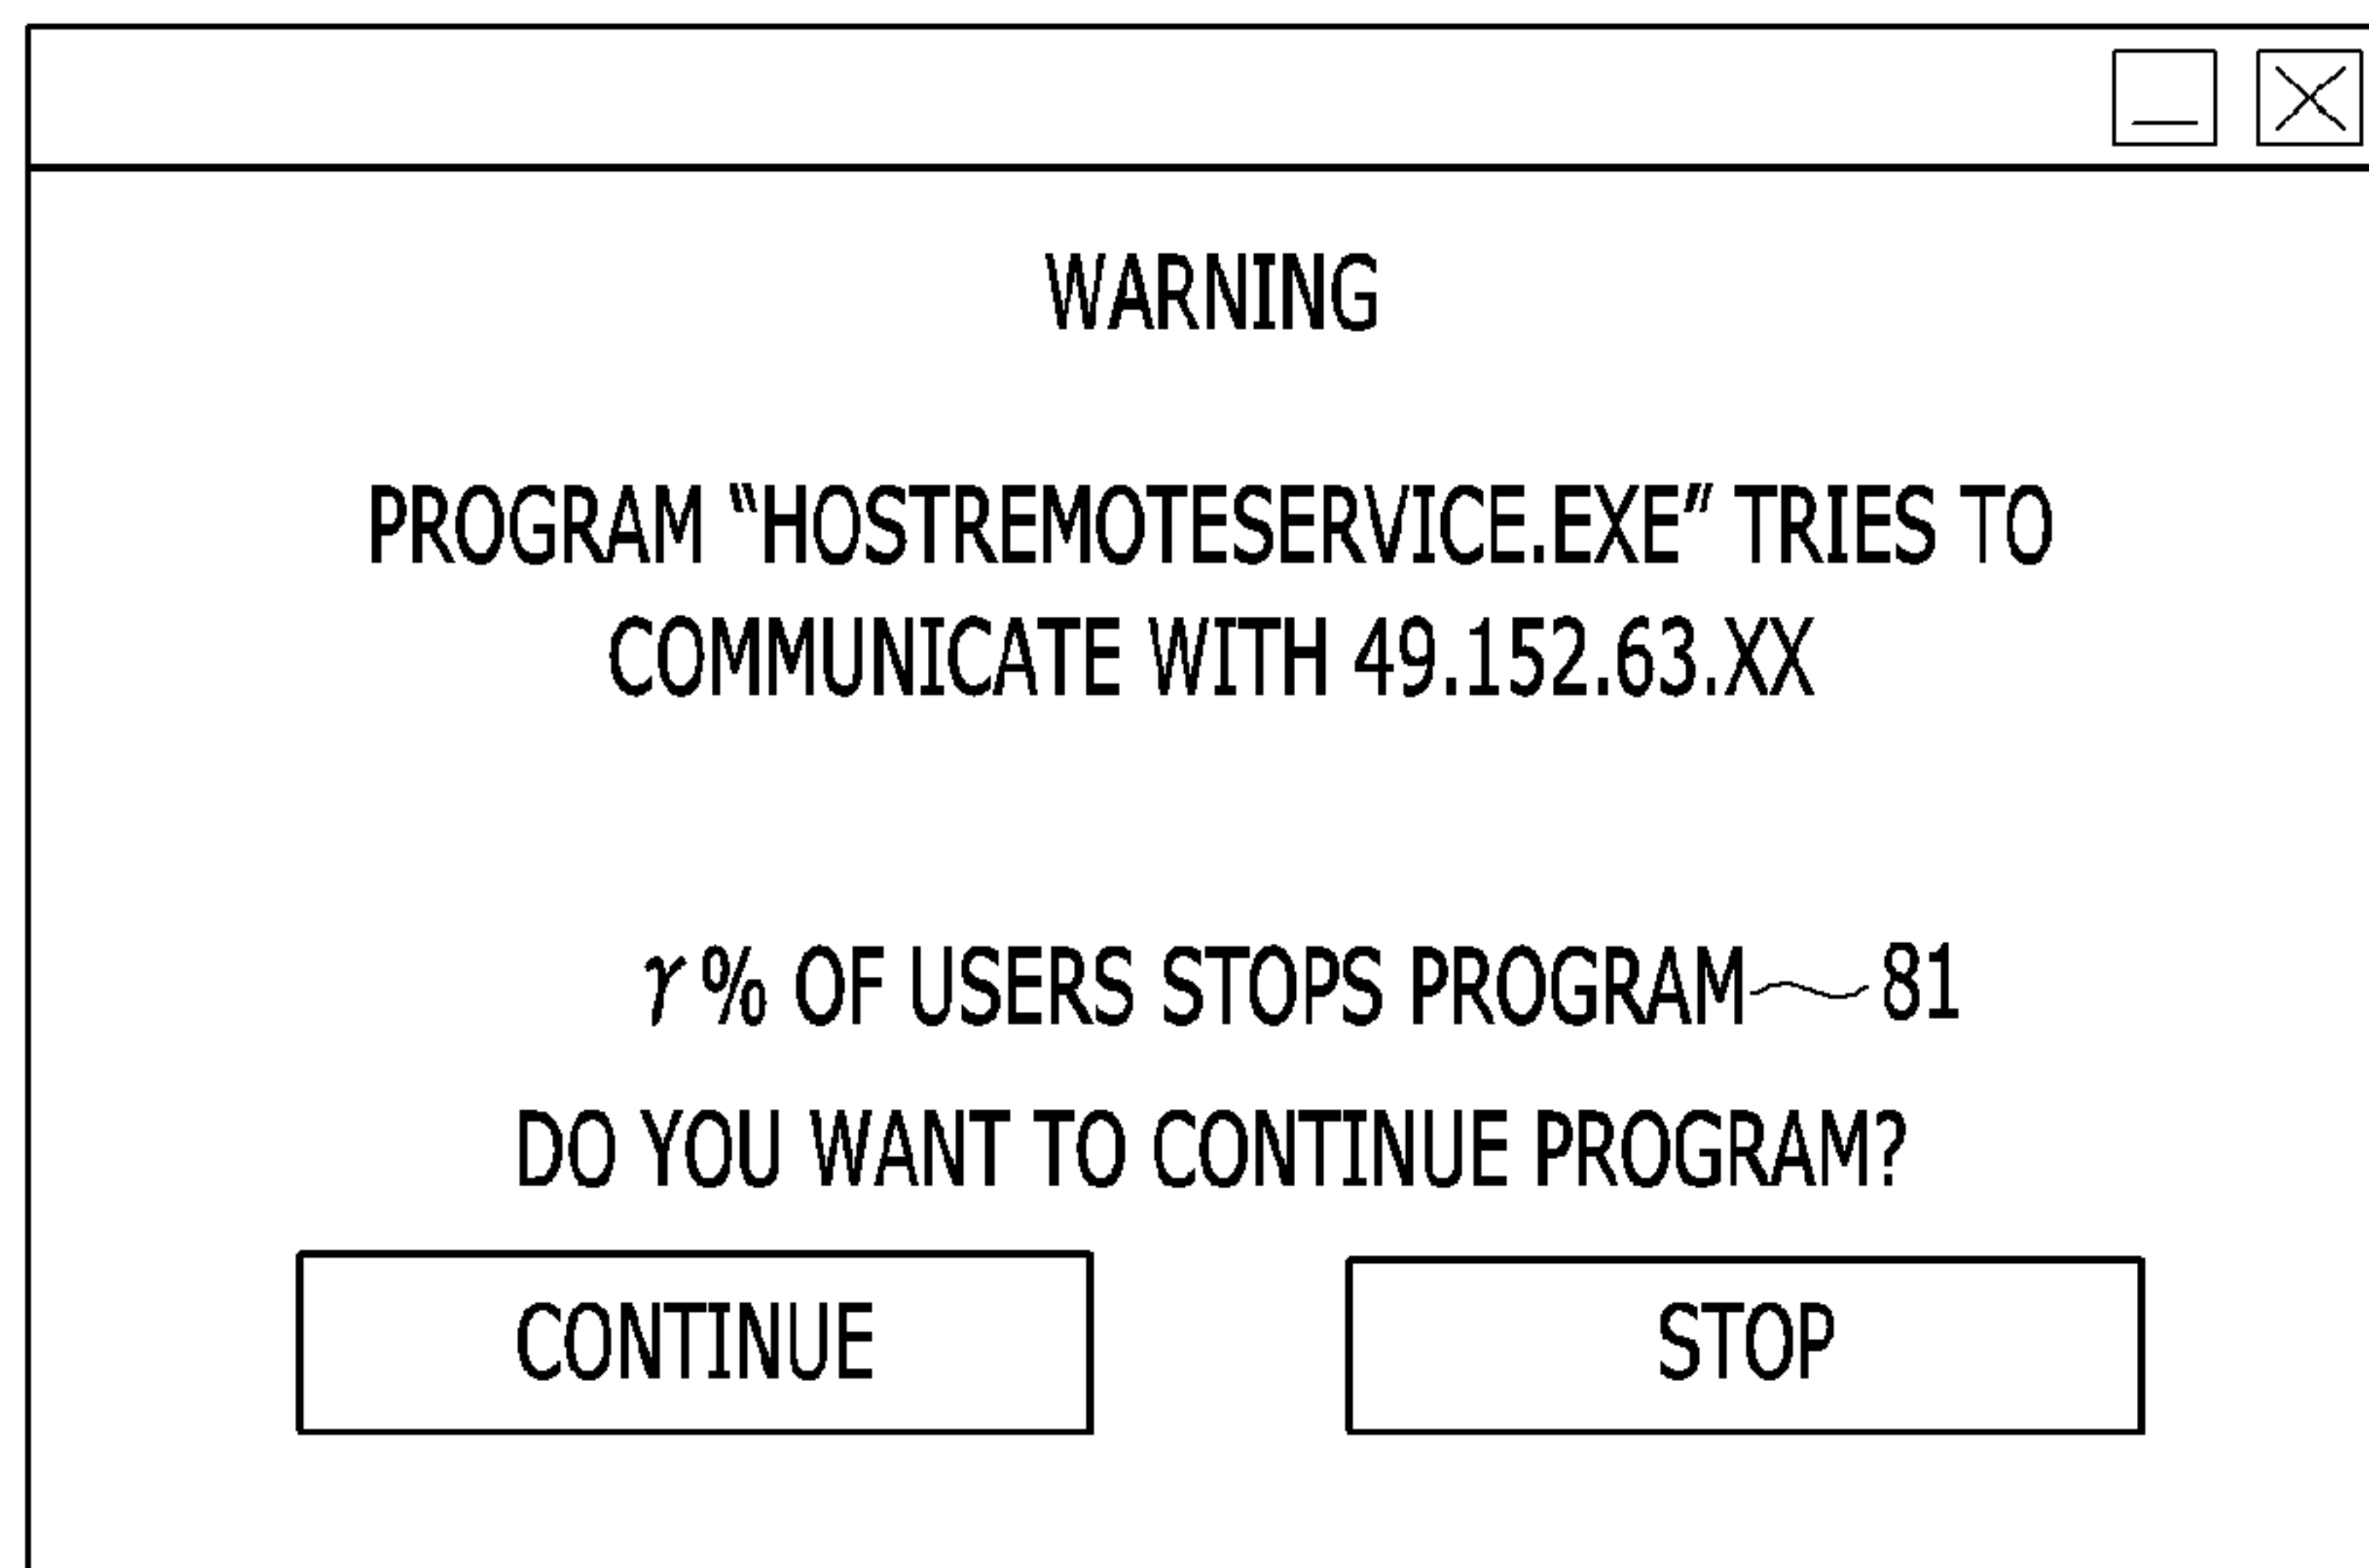 WARNING
PROGRAM “HOSTREMOTESERVICE.EXE” TRIES TO
COMMUNICATE WITH 49.152.63.XX
r % OF USERS STOPS PROGRAM 81
DO YOU WANT TO CONTINUE PROGRAM?
CONTINUE STOP